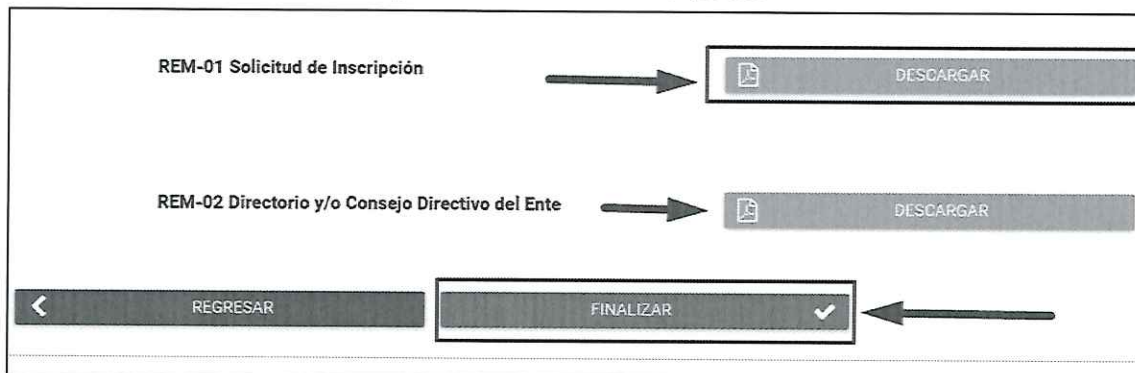 REM-01 Solicitud de Inscripción
DESCARGAR
REM-02 Directorio y/o Consejo Directivo del Ente
DESCARGAR
REGRESAR
FINALIZAR